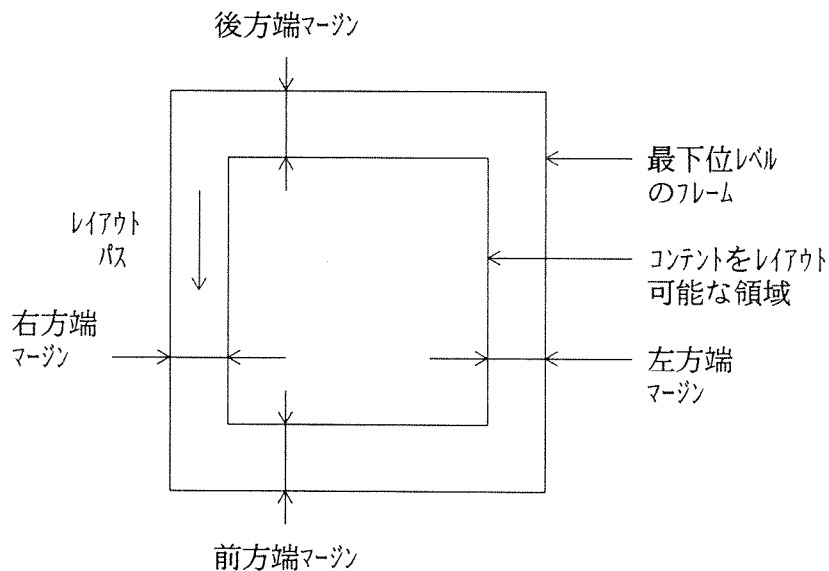 後方端マージン
最下位レベル
のフレーム
レイアウト
パス
コンテントをレイアウト
可能な領域
右方端
マージン
左方端
マージン
前方端マージン